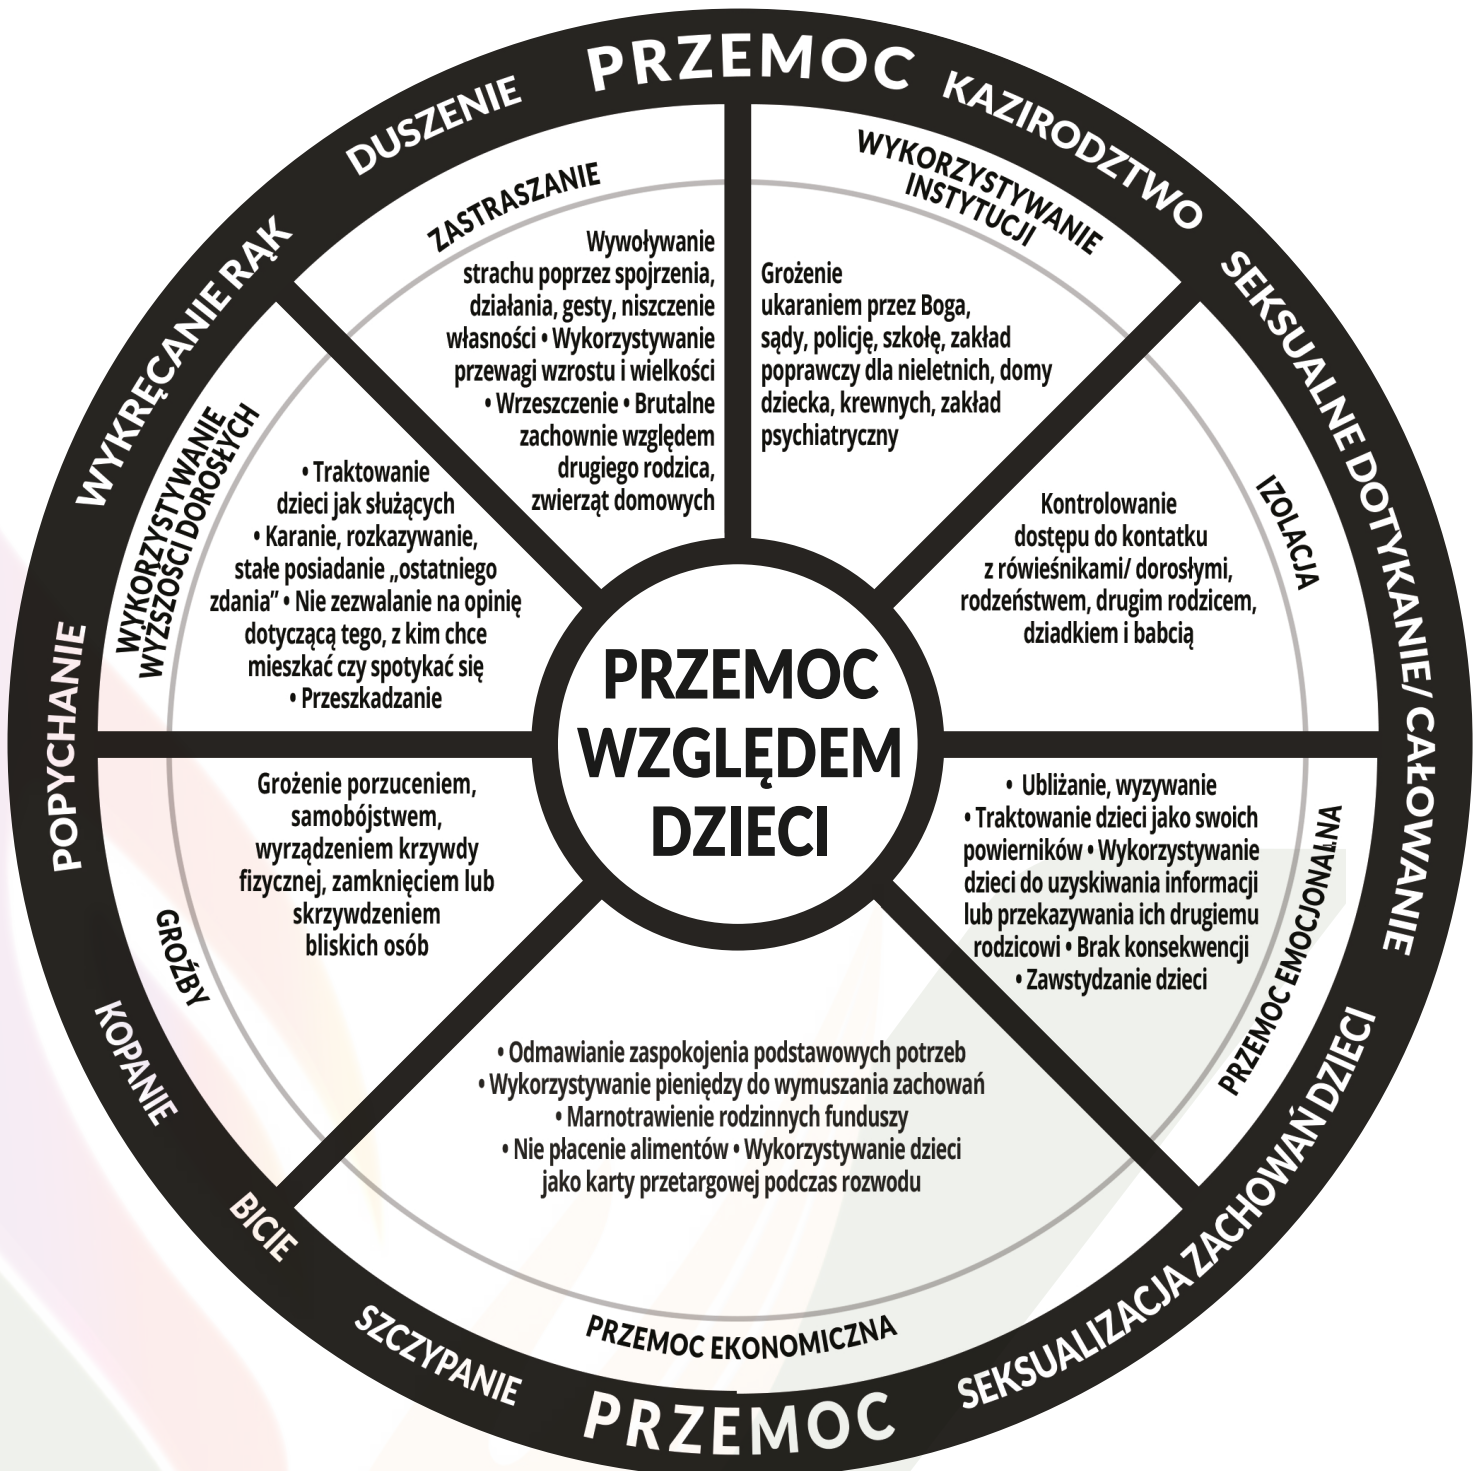 PRZEMOC
KAZIRODZTWO
SEKSUALNE DOTYKANIE/ CAŁOWANIE
SEKSUALIZACJA ZACHOWAŃ DZIECI
PRZEMOC
SZCZYPANIE
BICIE
KOPANIE
POPYCHANIE
WYKRĘCANIE RĄK
DUSZENIE
PRZEMOC
WZGLĘDEM
DZIECI
WYKORZYSTYWANIE
INSTYTUCJI
Grożenie
ukaraniem przez Boga,
sądy, policję, szkołę, zakład
poprawczy dla nieletnich, domy
dziecka, krewnych, zakład
psychiatryczny
IZOLACJA
Kontrolowanie
dostępu do kontatku
z rówieśnikami/ dorosłymi,
rodzeństwem, drugim rodzicem,
dziadkiem i babcią
PRZEMOC EMOCJONALNA
• Ubliżanie, wyzywanie
• Traktowanie dzieci jako swoich
powierników • Wykorzystywanie
dzieci do uzyskiwania informacji
lub przekazywania ich drugiemu
rodzicowi • Brak konsekwencji
• Zawstydzanie dzieci
PRZEMOC EKONOMICZNA
• Odmawianie zaspokojenia podstawowych potrzeb
• Wykorzystywanie pieniędzy do wymuszania zachowań
• Marnotrawienie rodzinnych funduszy
• Nie płacenie alimentów • Wykorzystywanie dzieci
jako karty przetargowej podczas rozwodu
GROŹBY
Grożenie porzuceniem,
samobójstwem,
wyrządzeniem krzywdy
fizycznej, zamknięciem lub
skrzywdzeniem
bliskich osób
WYKORZYSTYWANIE
WYŻSZOŚCI DOROSŁYCH
• Traktowanie
dzieci jak służących
• Karanie, rozkazywanie,
stałe posiadanie „ostatniego
zdania” • Nie zezwalanie na opinię
dotyczącą tego, z kim chce
mieszkać czy spotykać się
• Przeszkadzanie
ZASTRASZANIE
Wywoływanie
strachu poprzez spojrzenia,
działania, gesty, niszczenie
własności • Wykorzystywanie
przewagi wzrostu i wielkości
• Wrzeszczenie • Brutalne
zachownie względem
drugiego rodzica,
zwierząt domowych